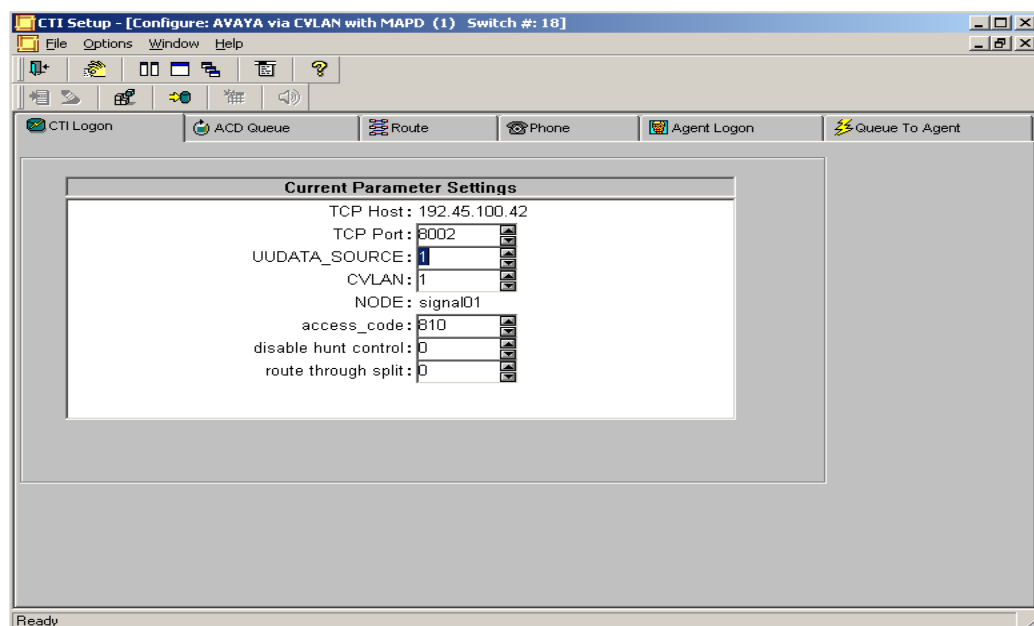 CTI Setup - [Configure: AVAYA via CVLAN with MAPD (1) Switch #: 18]
File Options Window Help
CTI Logon ACD Queue Route Phone Agent Logon Queue To Agent
Current Parameter Settings
TCP Host: 192.45.100.42
TCP Port: 8002
UUDATA_SOURCE: 1
CVLAN: 1
NODE: signal01
access_code: 810
disable hunt control: 0
route through split: 0
Ready